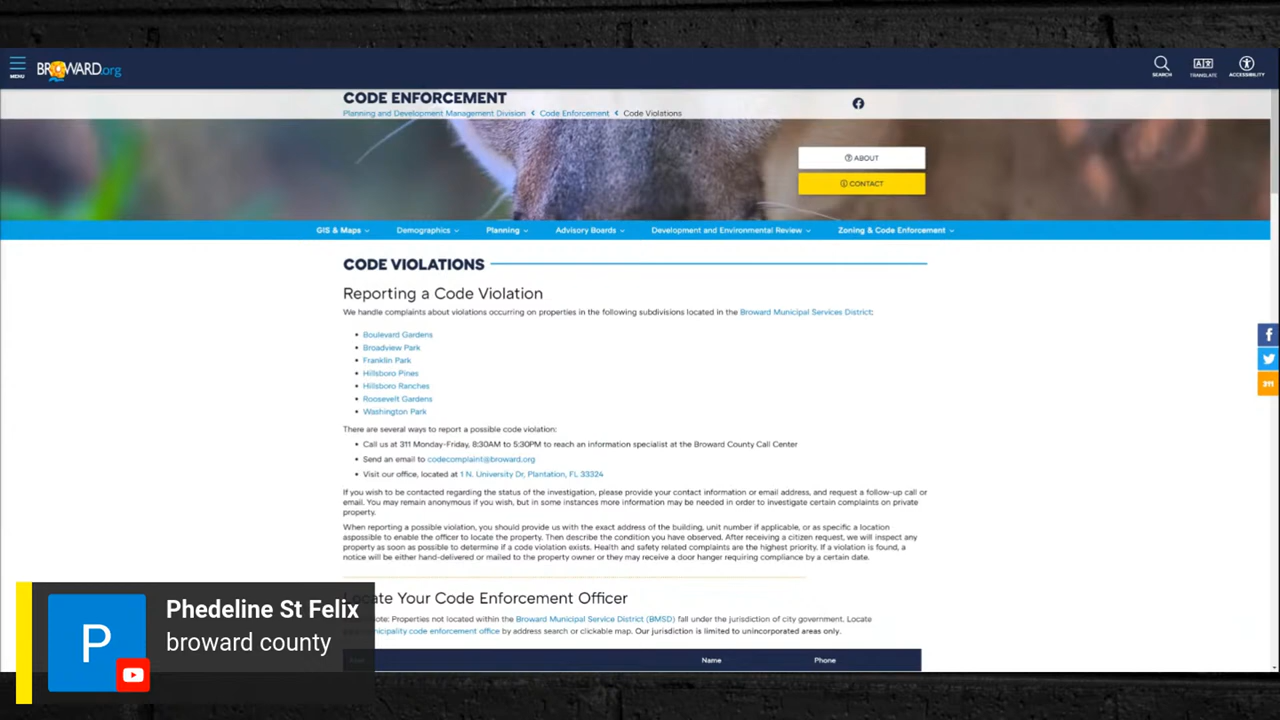 MENU
BROWARD.org
SEARCH
TRANSLATE
ACCESSIBILITY
CODE ENFORCEMENT
Planning and Development Management Division < Code Enforcement < Code Violations
ABOUT
CONTACT
GIS & Maps
Demographics
Planning
Advisory Boards
Development and Environmental Review
Zoning & Code Enforcement
CODE VIOLATIONS
Reporting a Code Violation
We handle complaints about violations occurring on properties in the following subdivisions located in the Broward Municipal Services District:
• Boulevard Gardens
• Broadview Park
• Franklin Park
• Hillsboro Pines
• Hillsboro Ranches
• Roosevelt Gardens
• Washington Park
There are several ways to report a possible code violation:
• Call us at 311 Monday-Friday, 8:30AM to 5:30PM to reach an information specialist at the Broward County Call Center
• Send an email to codecomplaint@broward.org
• Visit our office, located at 1 N. University Dr, Plantation, FL 33324
If you wish to be contacted regarding the status of the investigation, please provide your contact information or email address, and request a follow-up call or
email. You may remain anonymous if you wish, but in some instances more information may be needed in order to investigate certain complaints on private
property.
When reporting a possible violation, you should provide us with the exact address of the building, unit number if applicable, or as specific a location
aspossible to enable the officer to locate the property. Then describe the condition you have observed. After receiving a citizen request, we will inspect any
property as soon as possible to determine if a code violation exists. Health and safety related complaints are the highest priority. If a violation is found, a
notice will be either hand-delivered or mailed to the property owner or they may receive a door hanger requiring compliance by a certain date.
311
Locate Your Code Enforcement Officer
note: Properties not located within the Broward Municipal Service District (BMSD) fall under the jurisdiction of city government. Locate
municipality code enforcement office by address search or clickable map. Our jurisdiction is limited to unincorporated areas only.
Name
Phone
P
Phedeline St Felix
broward county